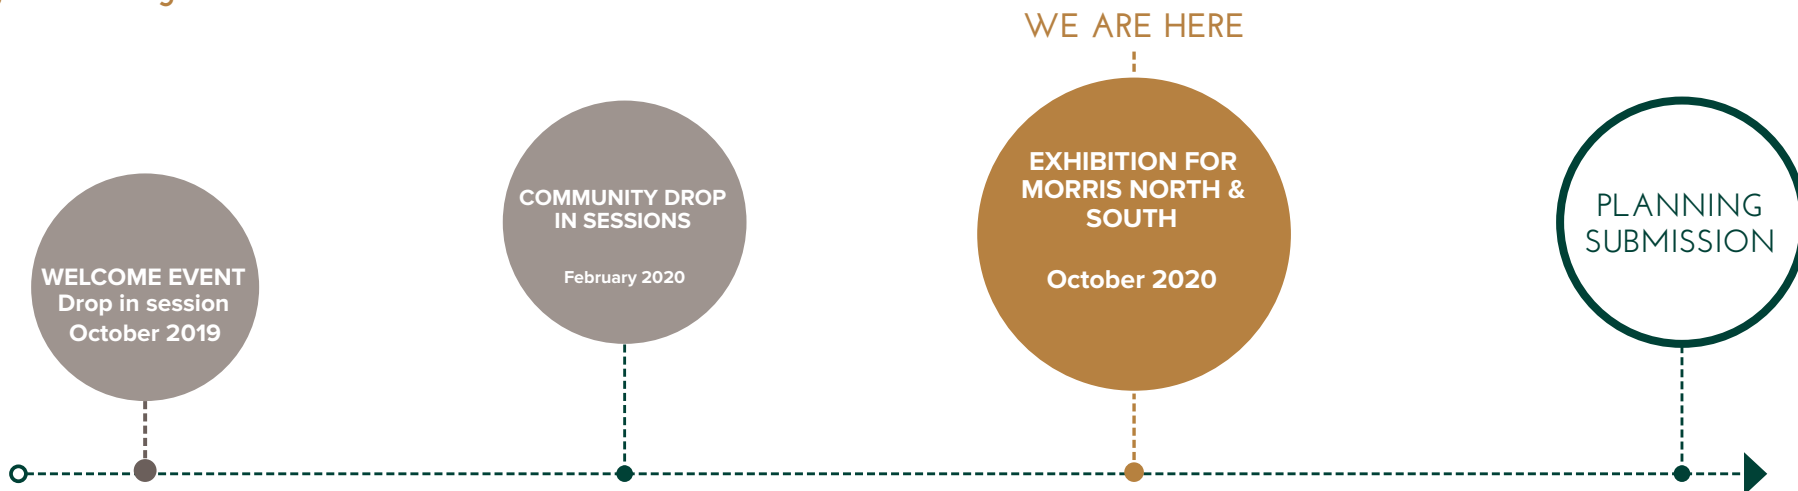 WE ARE HERE
WELCOME EVENT
Drop in session
October 2019
COMMUNITY DROP
IN SESSIONS
February 2020
EXHIBITION FOR
MORRIS NORTH &
SOUTH
October 2020
PLANNING
SUBMISSION